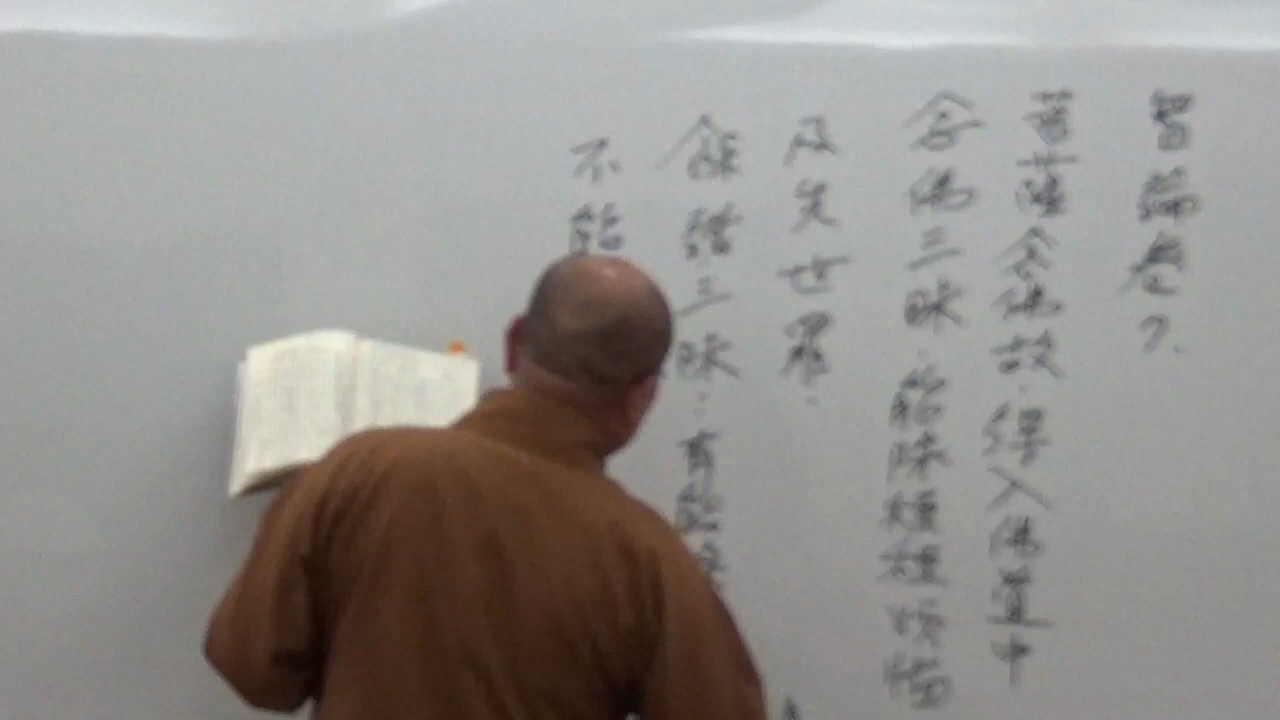 智論卷7.
菩薩念佛故.得入佛道中
念佛三昧.能除種種煩惱
及先世罪.
餘諸三昧:有能
不能